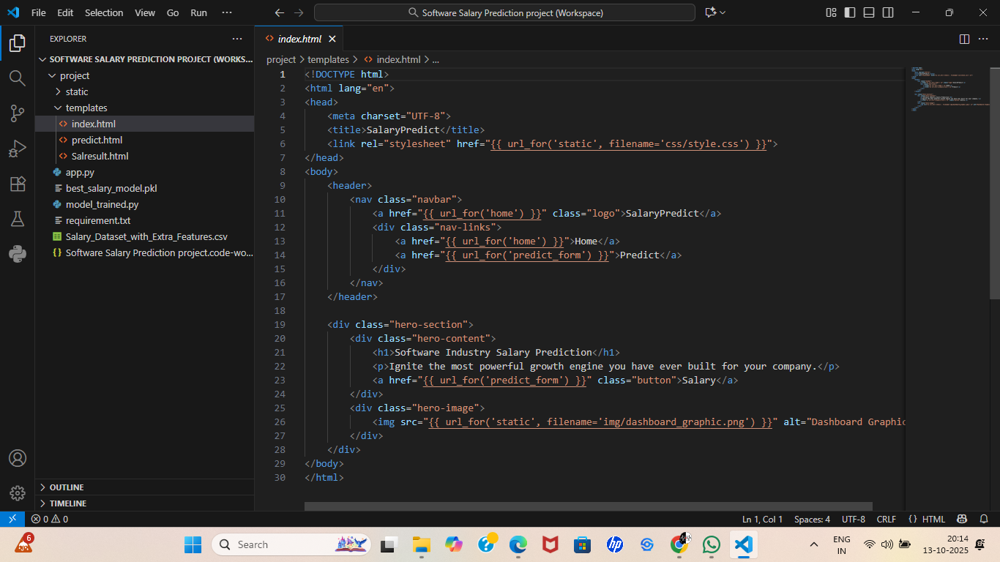 File Edit Selection View Go Run ··· Software Salary Prediction project (Workspace)
EXPLORER ···
SOFTWARE SALARY PREDICTION PROJECT (WORKS...
project
static
templates
index.html
predict.html
Salresult.html
app.py
best_salary_model.pkl
model_trained.py
requirement.txt
Salary_Dataset_with_Extra_Features.csv
{} Software Salary Prediction project.code-wo...
OUTLINE
TIMELINE
index.html
project > templates > index.html > ...
1 <!DOCTYPE html>
2 <html lang="en">
3 <head>
4 <meta charset="UTF-8">
5 <title>SalaryPredict</title>
6 <link rel="stylesheet" href="{{ url_for('static', filename='css/style.css') }}">
7 </head>
8 <body>
9 <header>
10 <nav class="navbar">
11 <a href="{{ url_for('home') }}" class="logo">SalaryPredict</a>
12 <div class="nav-links">
13 <a href="{{ url_for('home') }}">Home</a>
14 <a href="{{ url_for('predict_form') }}">Predict</a>
15 </div>
16 </nav>
17 </header>
18
19 <div class="hero-section">
20 <div class="hero-content">
21 <h1>Software Industry Salary Prediction</h1>
22 <p>Ignite the most powerful growth engine you have ever built for your company.</p>
23 <a href="{{ url_for('predict_form') }}" class="button">Salary</a>
24 </div>
25 <div class="hero-image">
26 <img src="{{ url_for('static', filename='img/dashboard_graphic.png') }}" alt="Dashboard Graphic
27 </div>
28 </div>
29 </body>
30 </html>
0 0 Ln 1, Col 1 Spaces: 4 UTF-8 CRLF {} HTML
6 Search hp ENG IN 20:14
13-10-2025